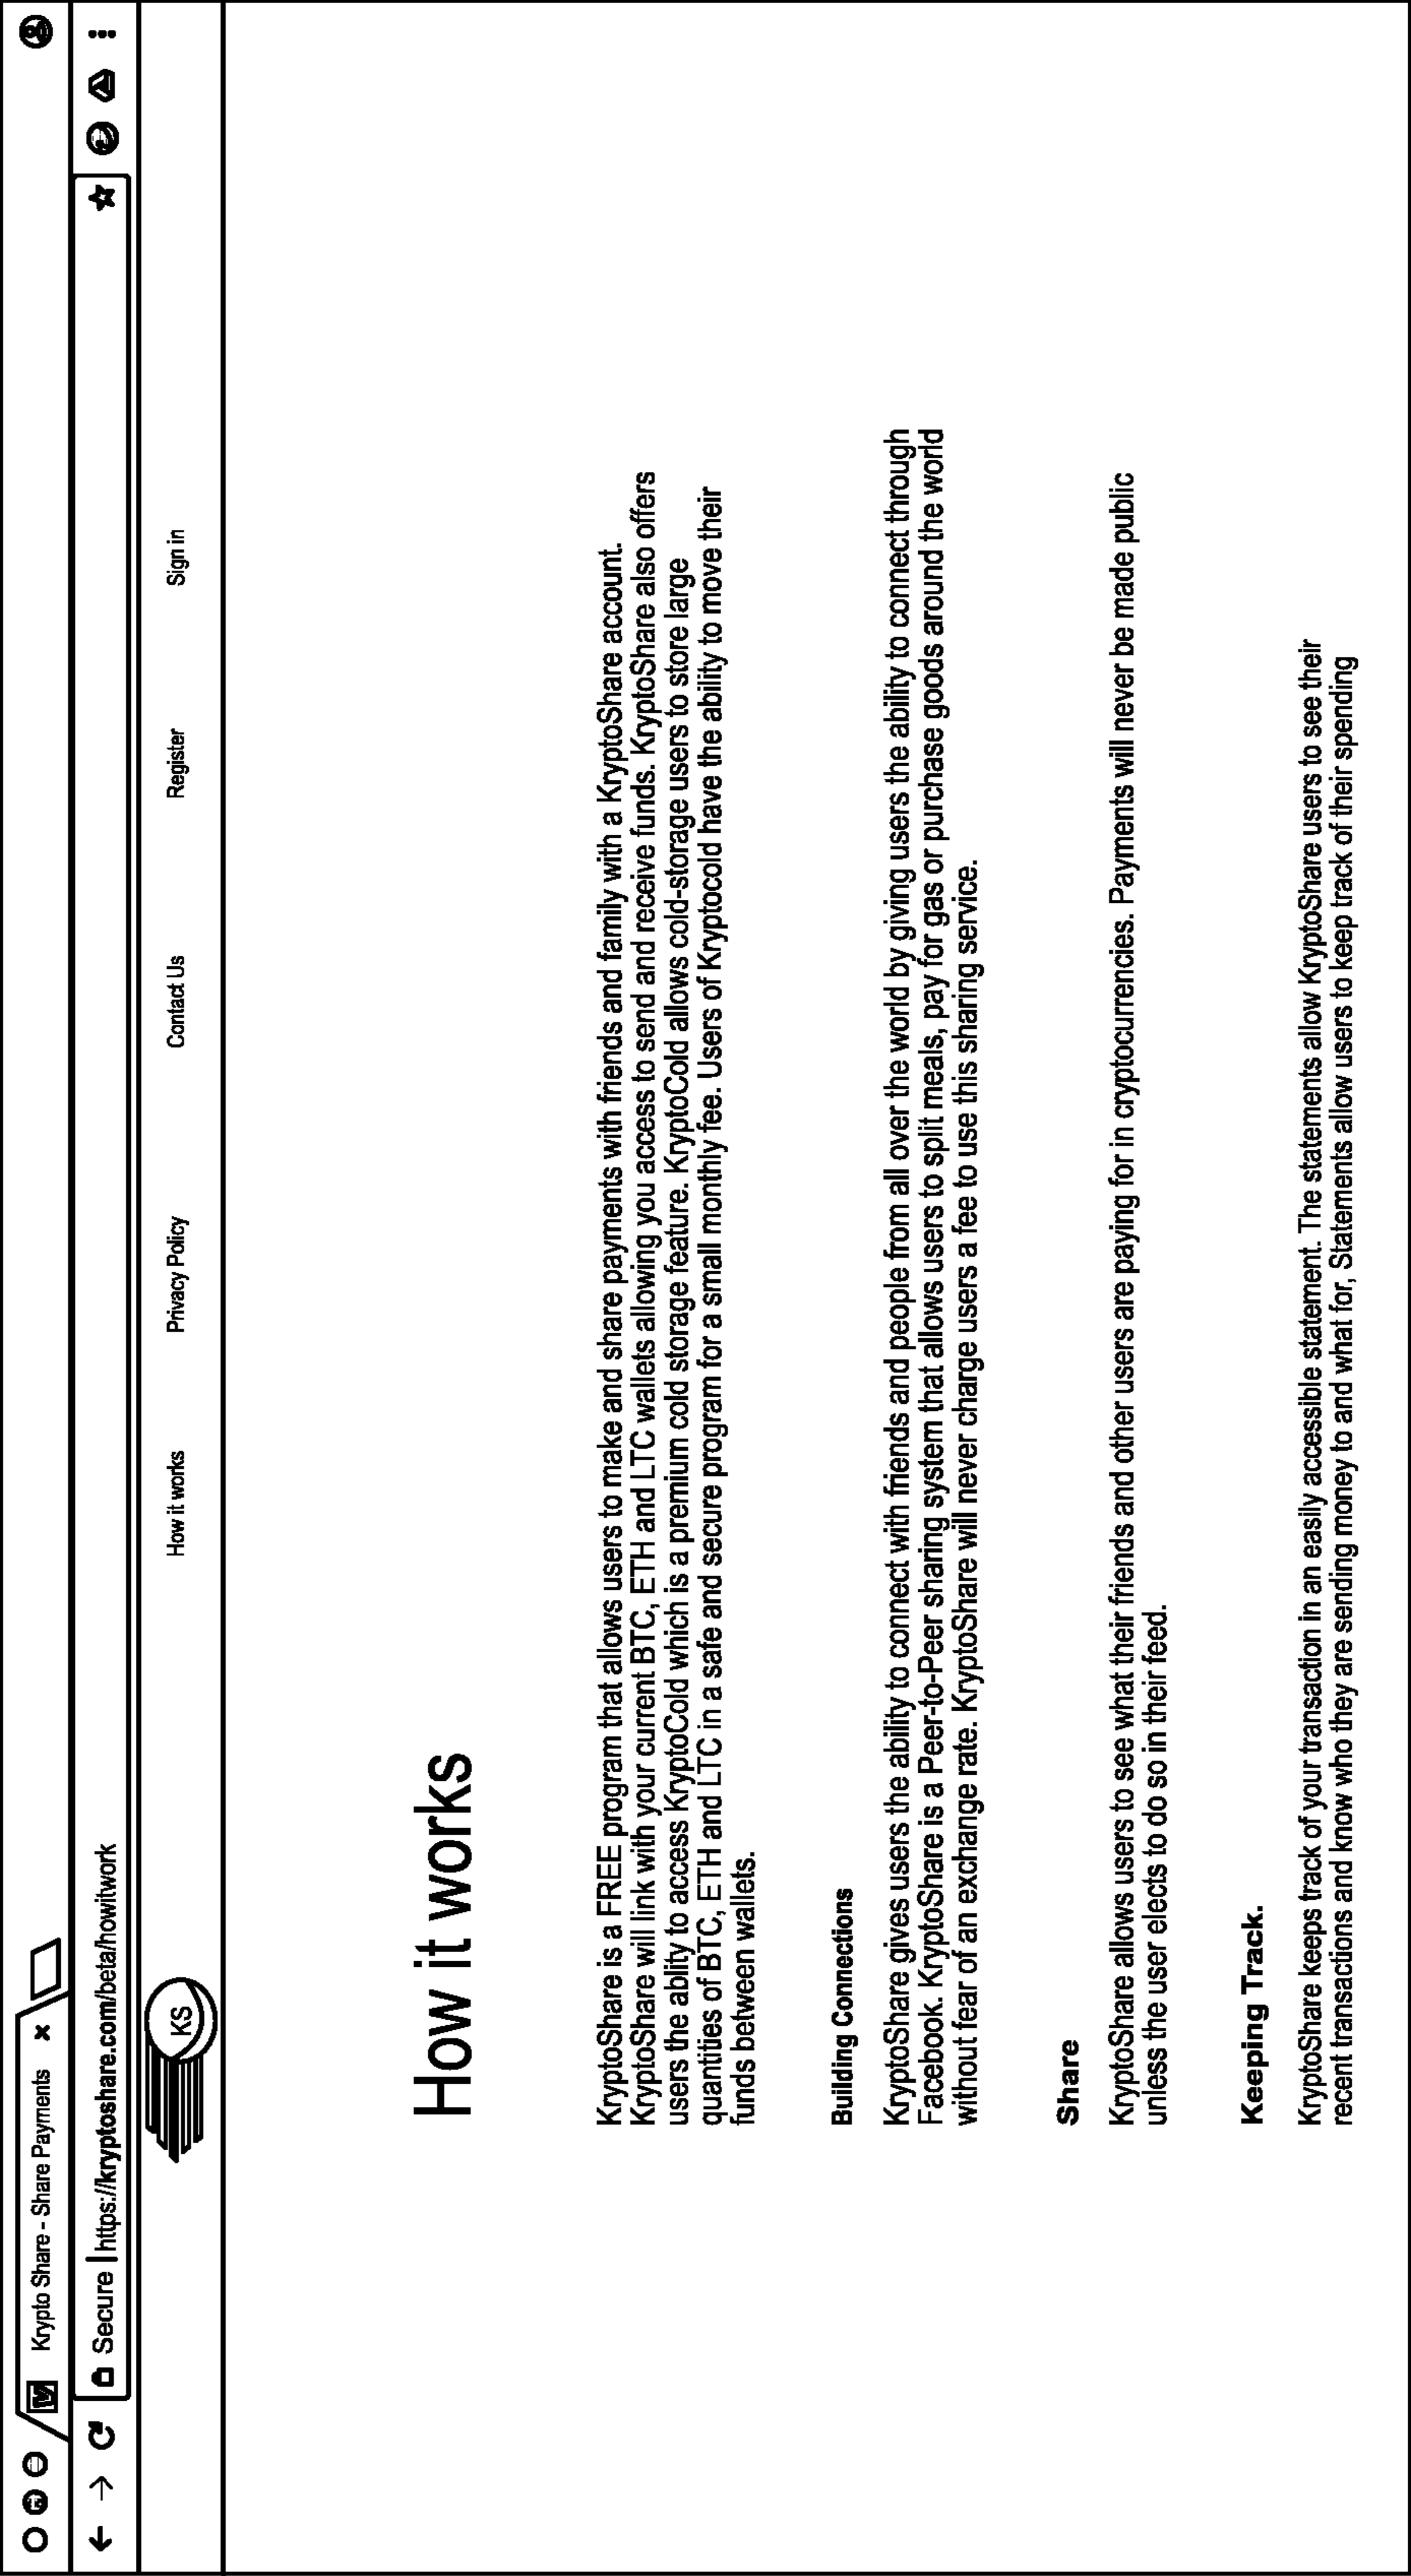 Krypto Share - Share Payments x
Secure | https://kryptoshare.com/beta/howitwork
KS
How it works
Privacy Policy
Contact Us
Register
Sign in
How it works
KryptoShare is a FREE program that allows users to make and share payments with friends and family with a KryptoShare account.
KryptoShare will link with your current BTC, ETH and LTC wallets allowing you access to send and receive funds. KryptoShare also offers
users the ablity to access KryptoCold which is a premium cold storage feature. KryptoCold allows cold-storage users to store large
quantities of BTC, ETH and LTC in a safe and secure program for a small monthly fee. Users of Kryptocold have the ability to move their
funds between wallets.
Building Connections
KryptoShare gives users the ability to connect with friends and people from all over the world by giving users the ability to connect through
Facebook. KryptoShare is a Peer-to-Peer sharing system that allows users to split meals, pay for gas or purchase goods around the world
without fear of an exchange rate. KryptoShare will never charge users a fee to use this sharing service.
Share
KryptoShare allows users to see what their friends and other users are paying for in cryptocurrencies. Payments will never be made public
unless the user elects to do so in their feed.
Keeping Track.
KryptoShare keeps track of your transaction in an easily accessible statement. The statements allow KryptoShare users to see their
recent transactions and know who they are sending money to and what for, Statements allow users to keep track of their spending